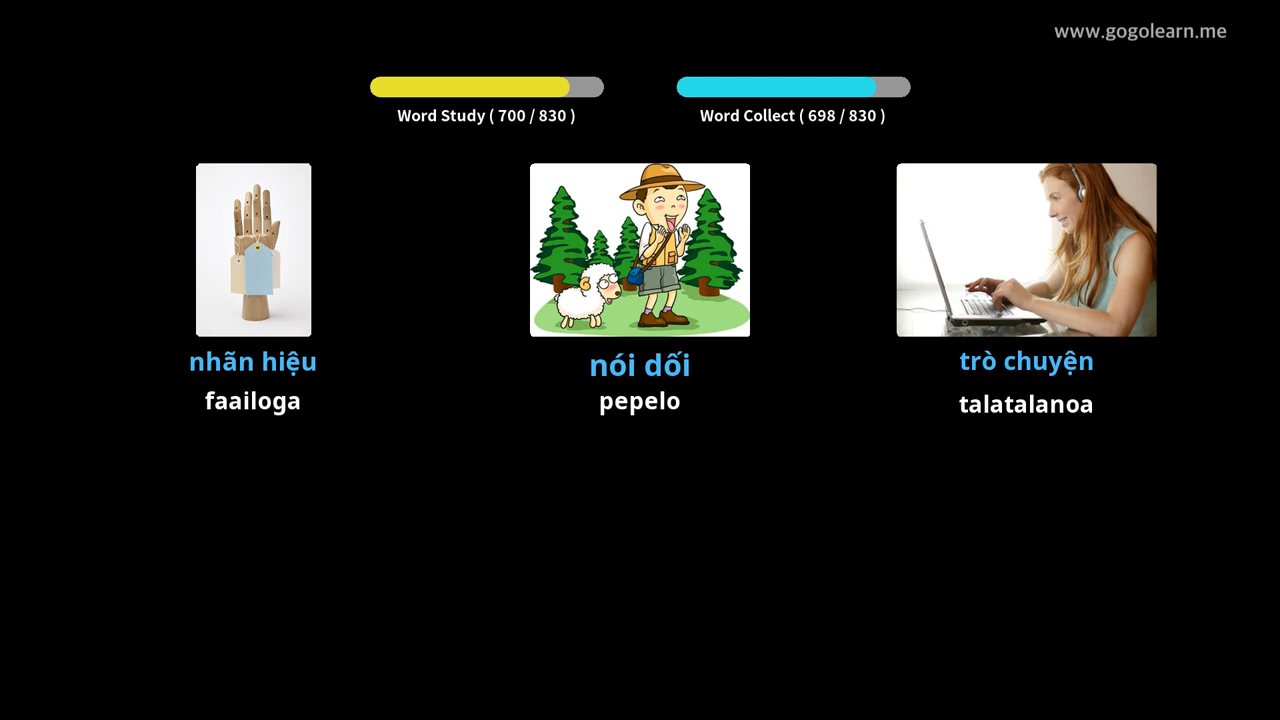 www.gogolearn.me
Word Study ( 700 / 830 )
Word Collect ( 698 / 830 )
nhãn hiệu
nói dối
trò chuyện
faailoga
pepelo
talatalanoa